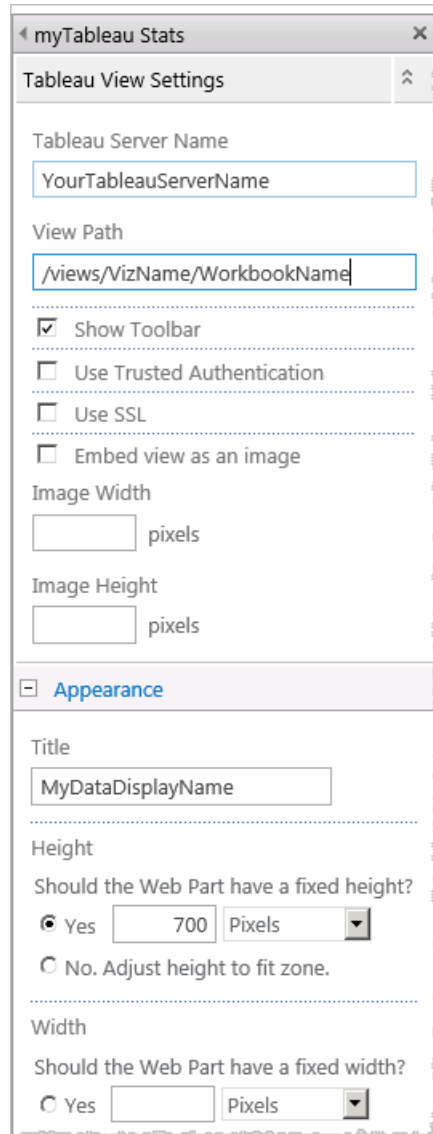 myTableau Stats
Tableau View Settings
Tableau Server Name
YourTableauServerName
View Path
/views/VizName/WorkbookName
Show Toolbar
Use Trusted Authentication
Use SSL
Embed view as an image
Image Width
pixels
Image Height
pixels
Appearance
Title
MyDataDisplayName
Height
Should the Web Part have a fixed height?
Yes 700 Pixels
No. Adjust height to fit zone.
Width
Should the Web Part have a fixed width?
Yes Pixels